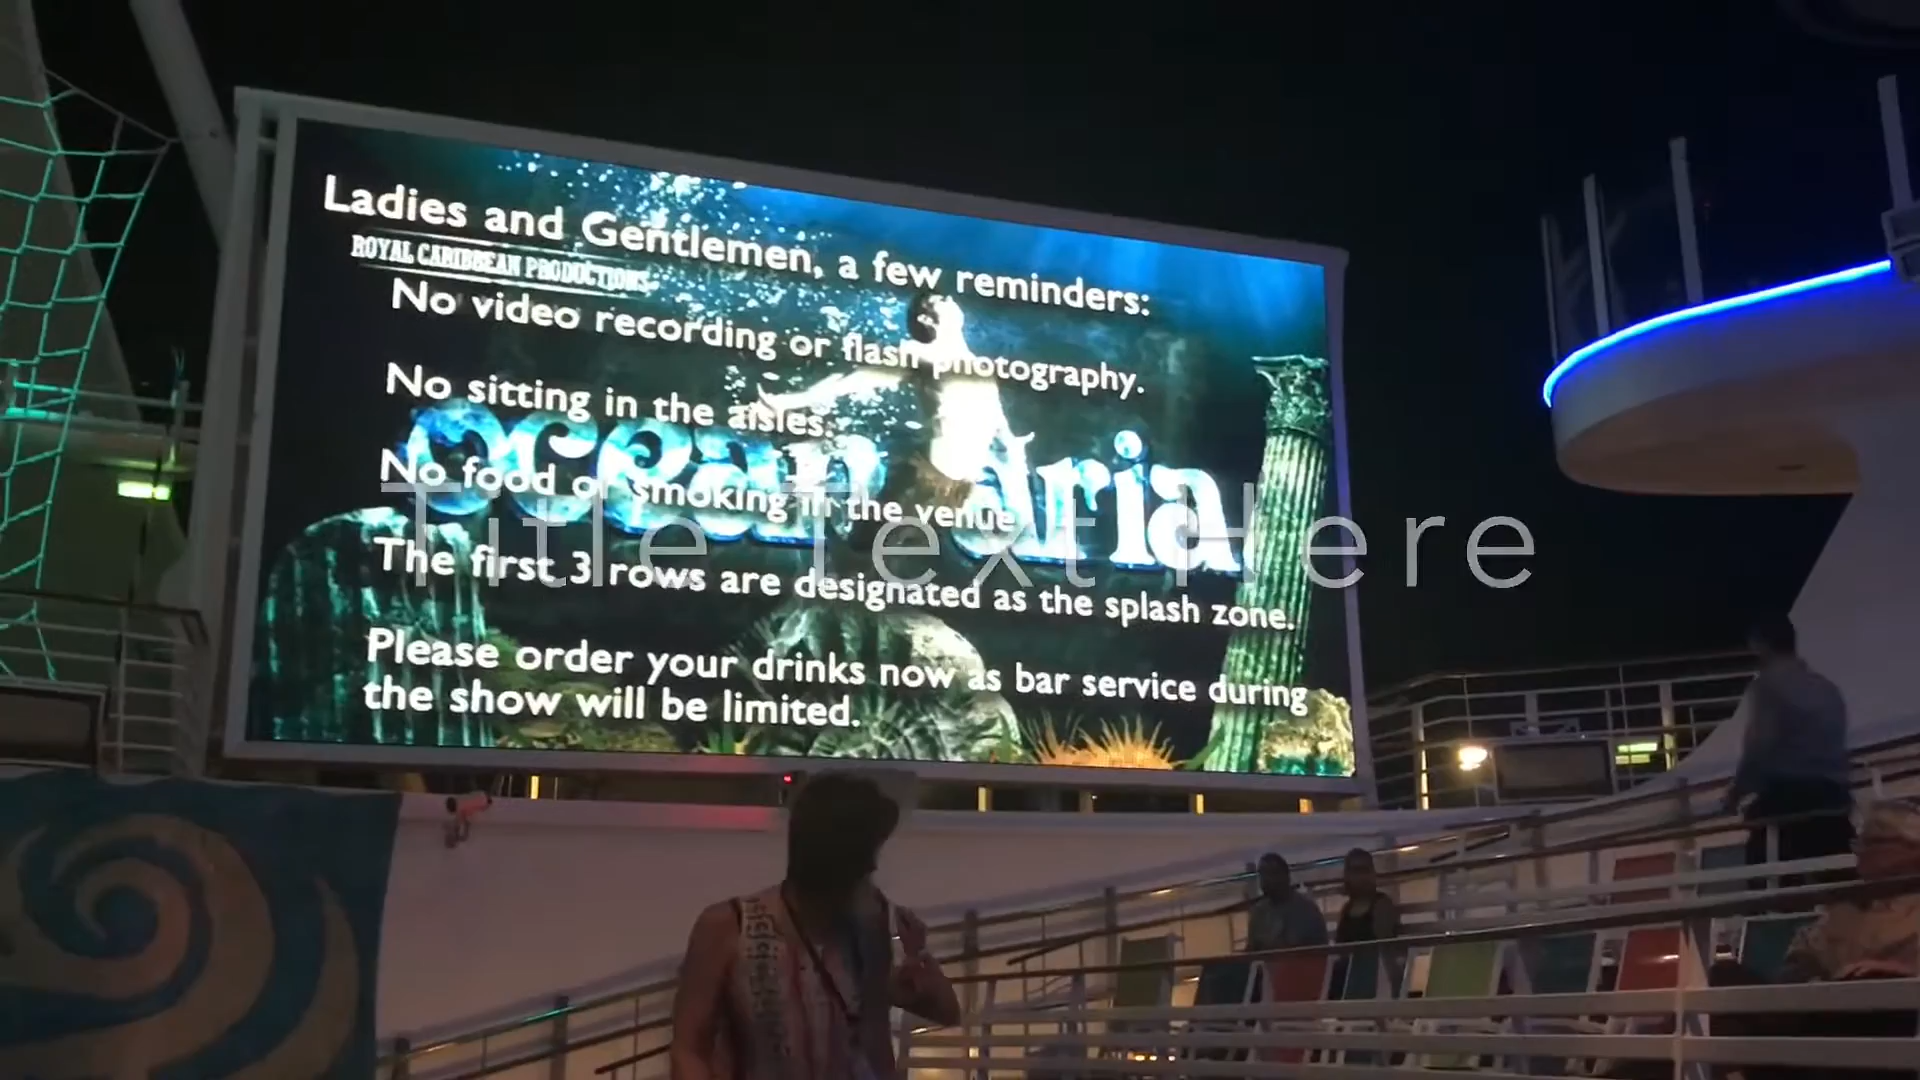 Ladies and Gentlemen, a few reminders:
ROYAL CARIBBEAN PRODUCTIONS
No video recording or flash photography.
No sitting in the aisles.
ocean Aria
No food or smoking in the venue
Title Text Here
The first 3 rows are designated as the splash zone.
Please order your drinks now as bar service during
the show will be limited.